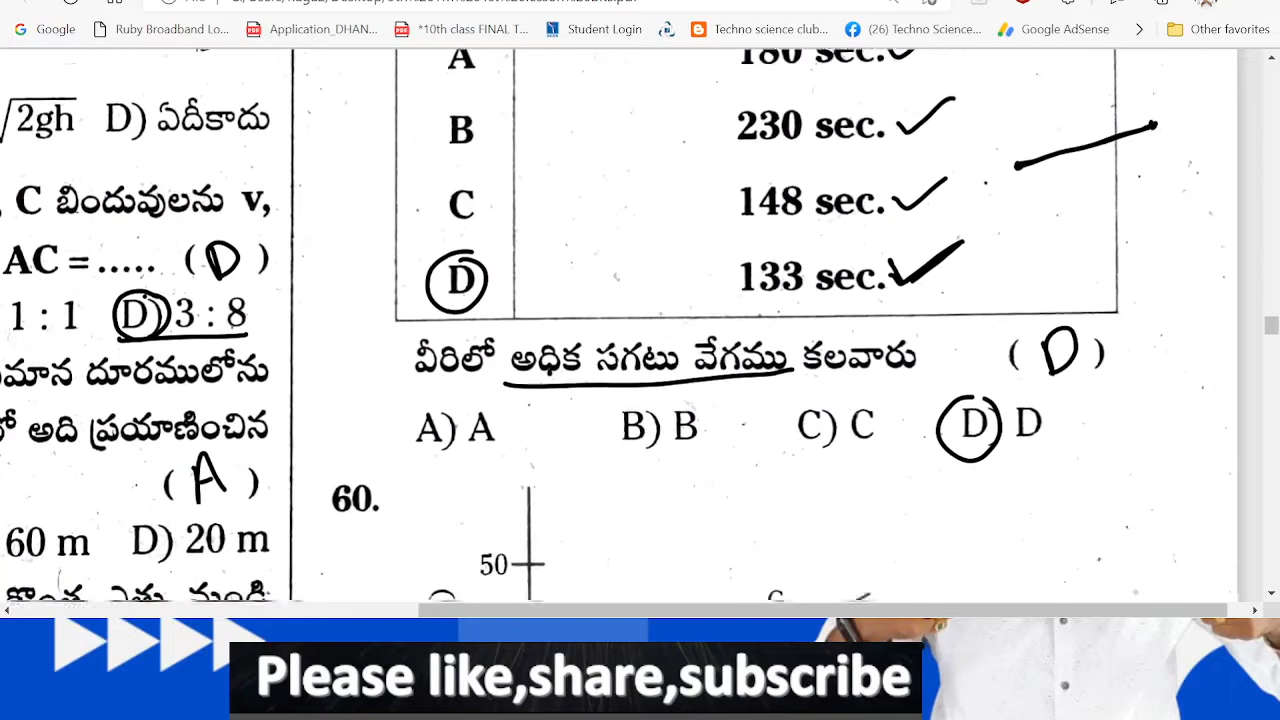 Google
Ruby Broadband Lo...
Application_DHAN...
*10th class FINAL T...
Student Login
Techno science club...
(26) Techno Science...
Google AdSense
Other favorites
√2gh D) ఏదీకాదు
C బిందువులను v,
AC = ..... ( D )
1 : 1 D) 3 : 8
దూరములోను
అది ప్రయాణించిన
( A )
60 m D) 20 m
A 180 sec.
B 230 sec.
C 148 sec.
D 133 sec.
వీరిలో అధిక సగటు వేగము కలవారు ( D )
A) A B) B C) C D) D
60.
50
Please like,share,subscribe